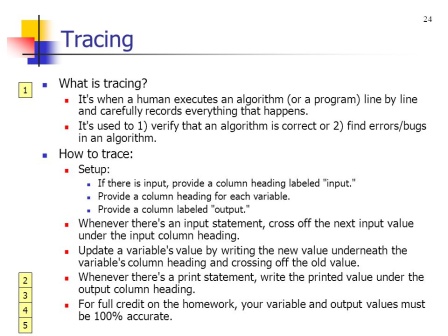 24
Tracing
1
What is tracing?
It's when a human executes an algorithm (or a program) line by line
and carefully records everything that happens.
It's used to 1) verify that an algorithm is correct or 2) find errors/bugs
in an algorithm.
How to trace:
Setup:
If there is input, provide a column heading labeled "input."
Provide a column heading for each variable.
Provide a column labeled "output."
Whenever there's an input statement, cross off the next input value
under the input column heading.
Update a variable's value by writing the new value underneath the
variable's column heading and crossing off the old value.
2
Whenever there's a print statement, write the printed value under the
3
output column heading.
4
For full credit on the homework, your variable and output values must
5
be 100% accurate.